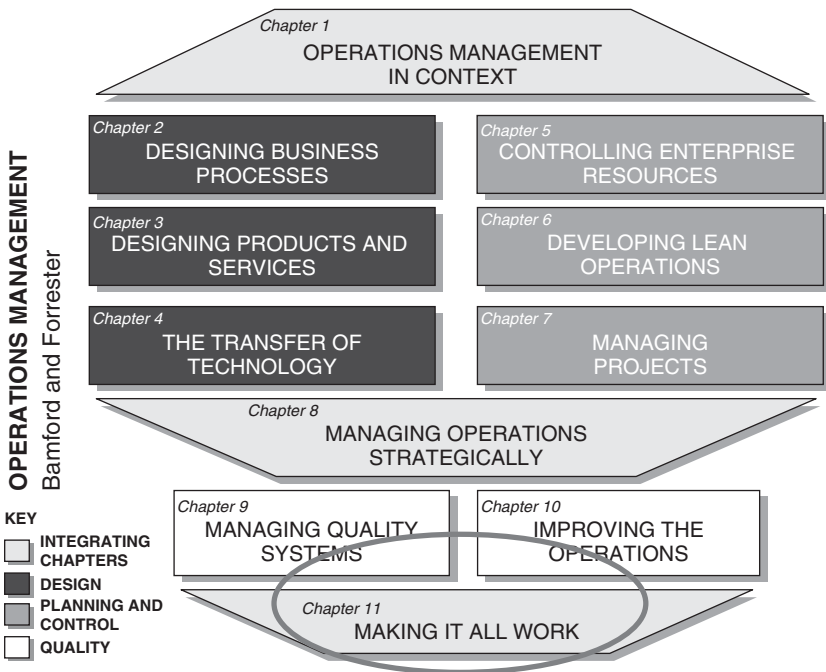 Chapter 1
OPERATIONS MANAGEMENT
IN CONTEXT
Chapter 2
DESIGNING BUSINESS
PROCESSES
Chapter 5
CONTROLLING ENTERPRISE
RESOURCES
Chapter 3
DESIGNING PRODUCTS AND
SERVICES
Chapter 6
DEVELOPING LEAN
OPERATIONS
Chapter 4
THE TRANSFER OF
TECHNOLOGY
Chapter 7
MANAGING
PROJECTS
Chapter 8
MANAGING OPERATIONS
STRATEGICALLY
Chapter 9
MANAGING QUALITY
SYSTEMS
Chapter 10
IMPROVING THE
OPERATIONS
Chapter 11
MAKING IT ALL WORK
OPERATIONS MANAGEMENT
Bamford and Forrester
KEY
INTEGRATING
CHAPTERS
DESIGN
PLANNING AND
CONTROL
QUALITY